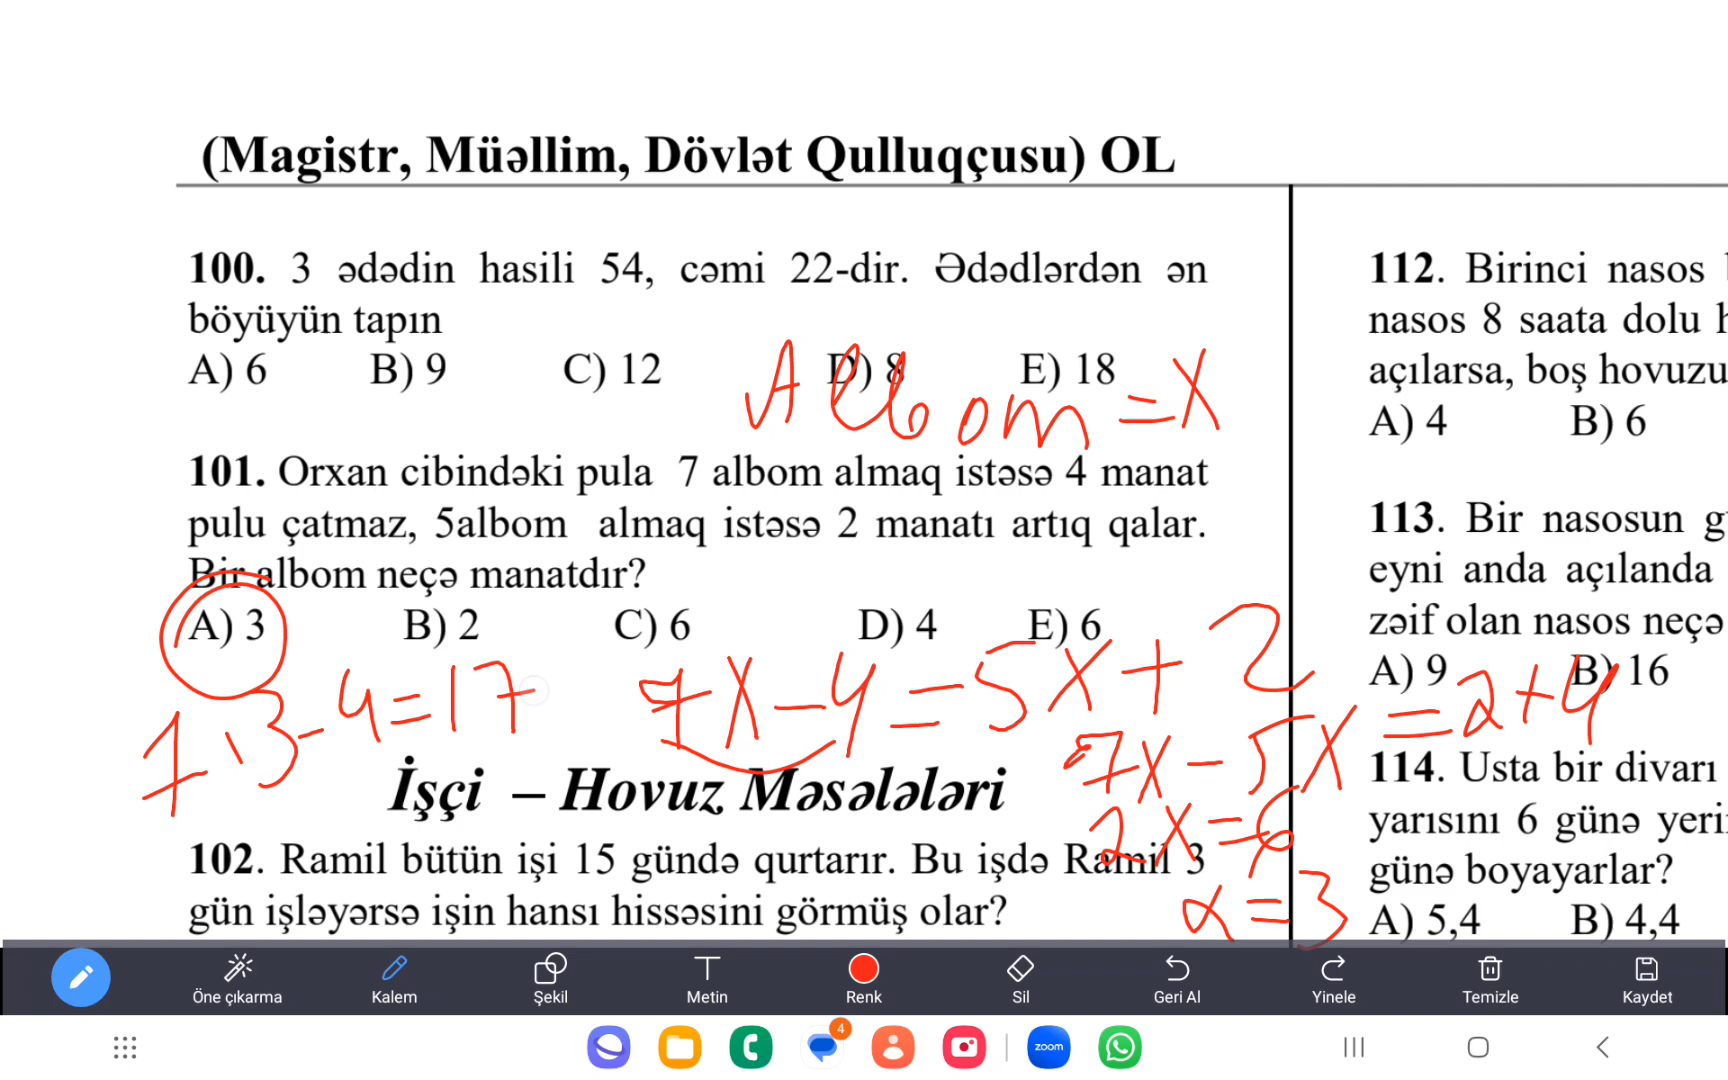 (Magistr, Müəllim, Dövlət Qulluqçusu) OL
100. 3 ədədin hasili 54, cəmi 22-dir. Ədədlərdən ən
böyüyün tapın
A) 6 B) 9 C) 12 D) 8 E) 18
Albom = x
101. Orxan cibindəki pula 7 albom almaq istəsə 4 manat
pulu çatmaz, 5albom almaq istəsə 2 manatı artıq qalar.
Bir albom neçə manatdır?
A) 3 B) 2 C) 6 D) 4 E) 6
7x - 4 = 5x + 2
7 · 3 - 4 = 17
7x - 5x = 2 + 4
2x = 6
x = 3
İşçi – Hovuz Məsələləri
102. Ramil bütün işi 15 gündə qurtarır. Bu işdə Ramil 3
gün işləyərsə işin hansı hissəsini görmüş olar?
112. Birinci nasos
nasos 8 saata dolu
açılarsa, boş hovuzu
A) 4 B) 6
113. Bir nasosun
eyni anda açılanda
zəif olan nasos neçə
A) 9 B) 16
114. Usta bir divarı
yarısını 6 günə
günə boyayarlar?
A) 5,4 B) 4,4
Öne çıkarma Kalem Şekil Metin Renk Sil Geri Al Yinele Temizle Kaydet
4
zoom